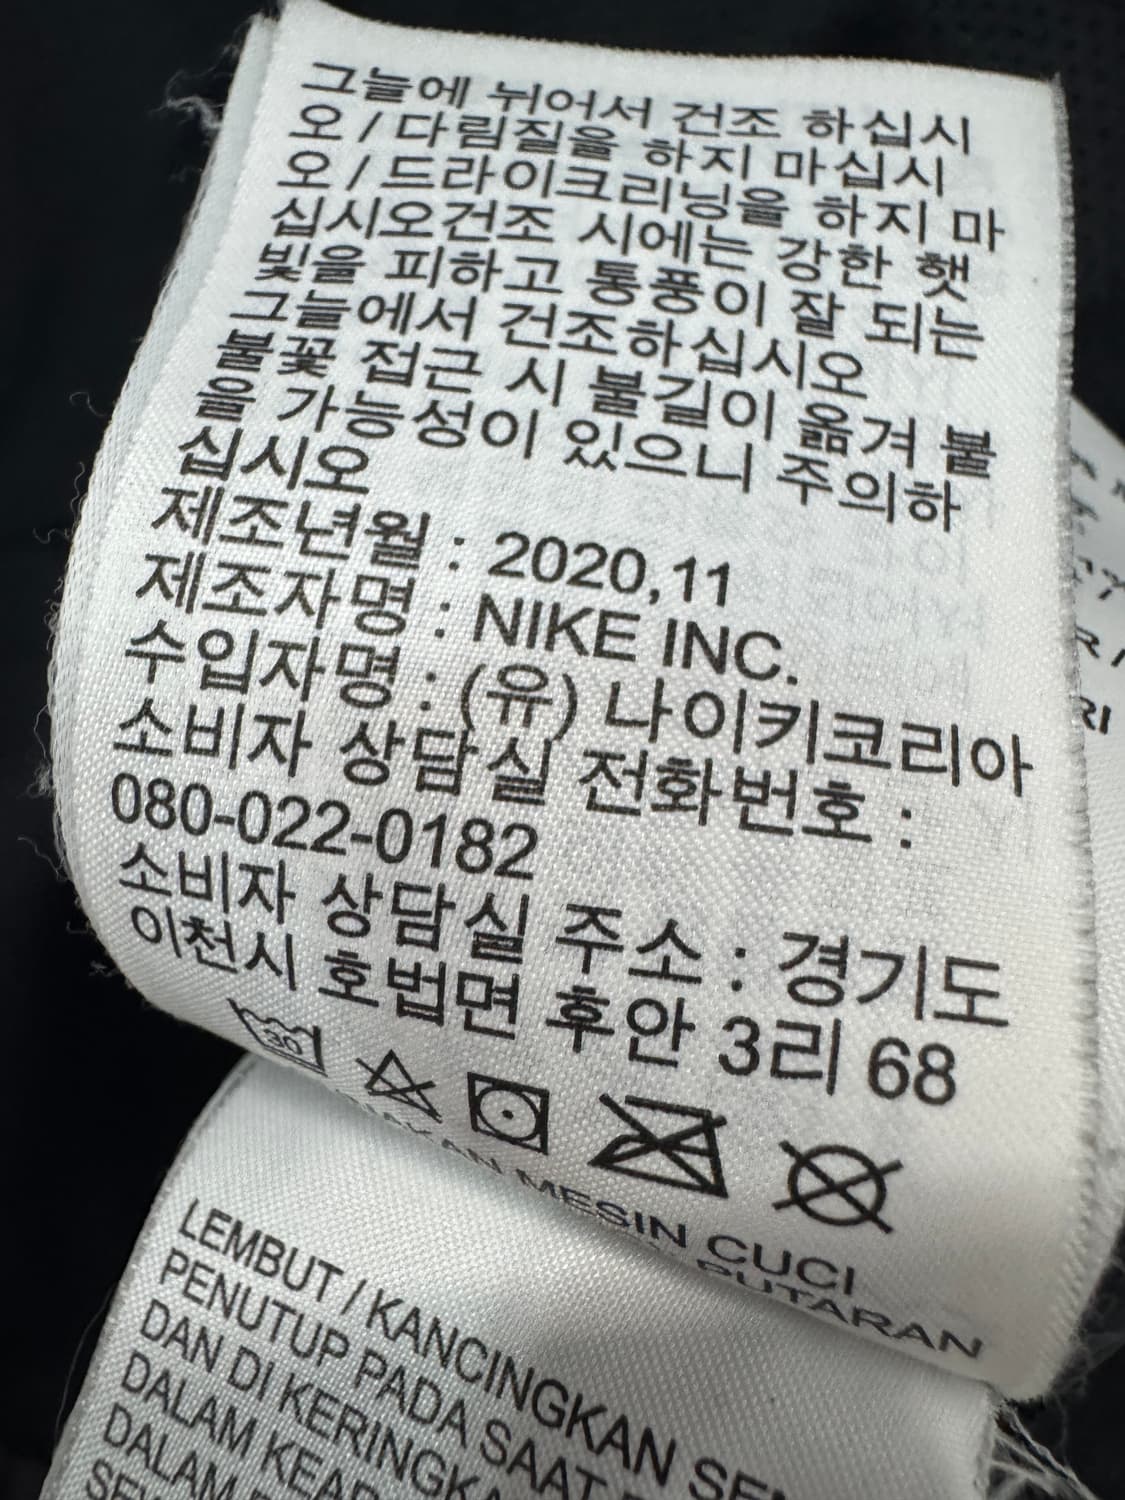 그늘에 뉘어서 건조 하십시
오 / 다림질을 하지 마십시
오 / 드라이크리닝을 하지 마
십시오건조 시에는 강한 햇
빛을 피하고 통풍이 잘 되는
그늘에서 건조하십시오
불꽃 접근 시 불길이 옮겨 붙
을 가능성이 있으니 주의하
십시오
제조년월 : 2020,11
제조자명 : NIKE INC.
수입자명 : (유) 나이키코리아
소비자 상담실 전화번호 :
080-022-0182
소비자 상담실 주소 : 경기도
이천시 호법면 후안 3리 68
30
MESIN CUCI
PUTARAN
LEMBUT / KANCINGKAN
PENUTUP PADA SAAT
DAN DI KERINGKA
DALAM
DALAM